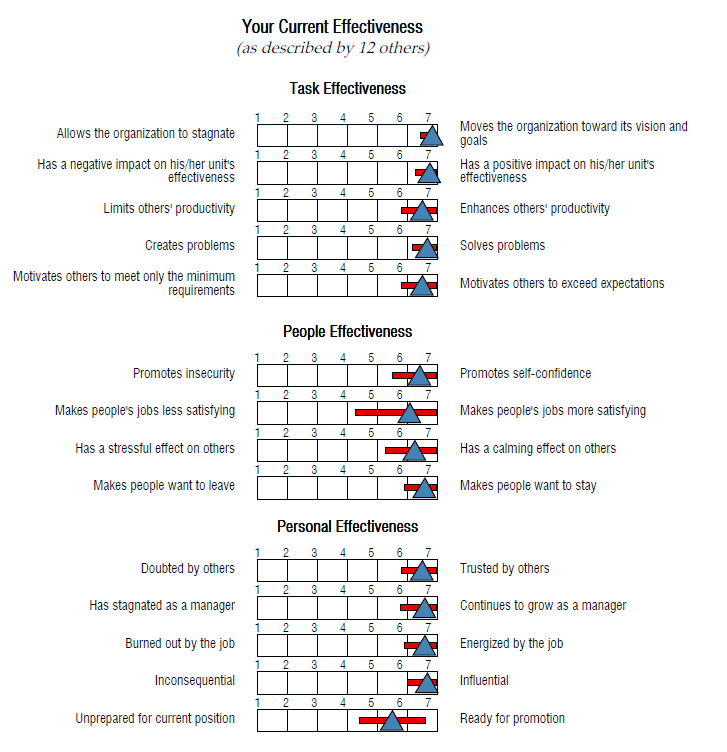 Your Current Effectiveness
(as described by 12 others)
Task Effectiveness
1 2 3 4 5 6 7
Allows the organization to stagnate
Moves the organization toward its vision and
goals
1 2 3 4 5 6 7
Has a negative impact on his/her unit's
effectiveness
Has a positive impact on his/her unit's
effectiveness
1 2 3 4 5 6 7
Limits others' productivity
Enhances others' productivity
1 2 3 4 5 6 7
Creates problems
Solves problems
1 2 3 4 5 6 7
Motivates others to meet only the minimum
requirements
Motivates others to exceed expectations
People Effectiveness
1 2 3 4 5 6 7
Promotes insecurity
Promotes self-confidence
1 2 3 4 5 6 7
Makes people's jobs less satisfying
Makes people's jobs more satisfying
1 2 3 4 5 6 7
Has a stressful effect on others
Has a calming effect on others
1 2 3 4 5 6 7
Makes people want to leave
Makes people want to stay
Personal Effectiveness
1 2 3 4 5 6 7
Doubted by others
Trusted by others
1 2 3 4 5 6 7
Has stagnated as a manager
Continues to grow as a manager
1 2 3 4 5 6 7
Burned out by the job
Energized by the job
1 2 3 4 5 6 7
Inconsequential
Influential
1 2 3 4 5 6 7
Unprepared for current position
Ready for promotion